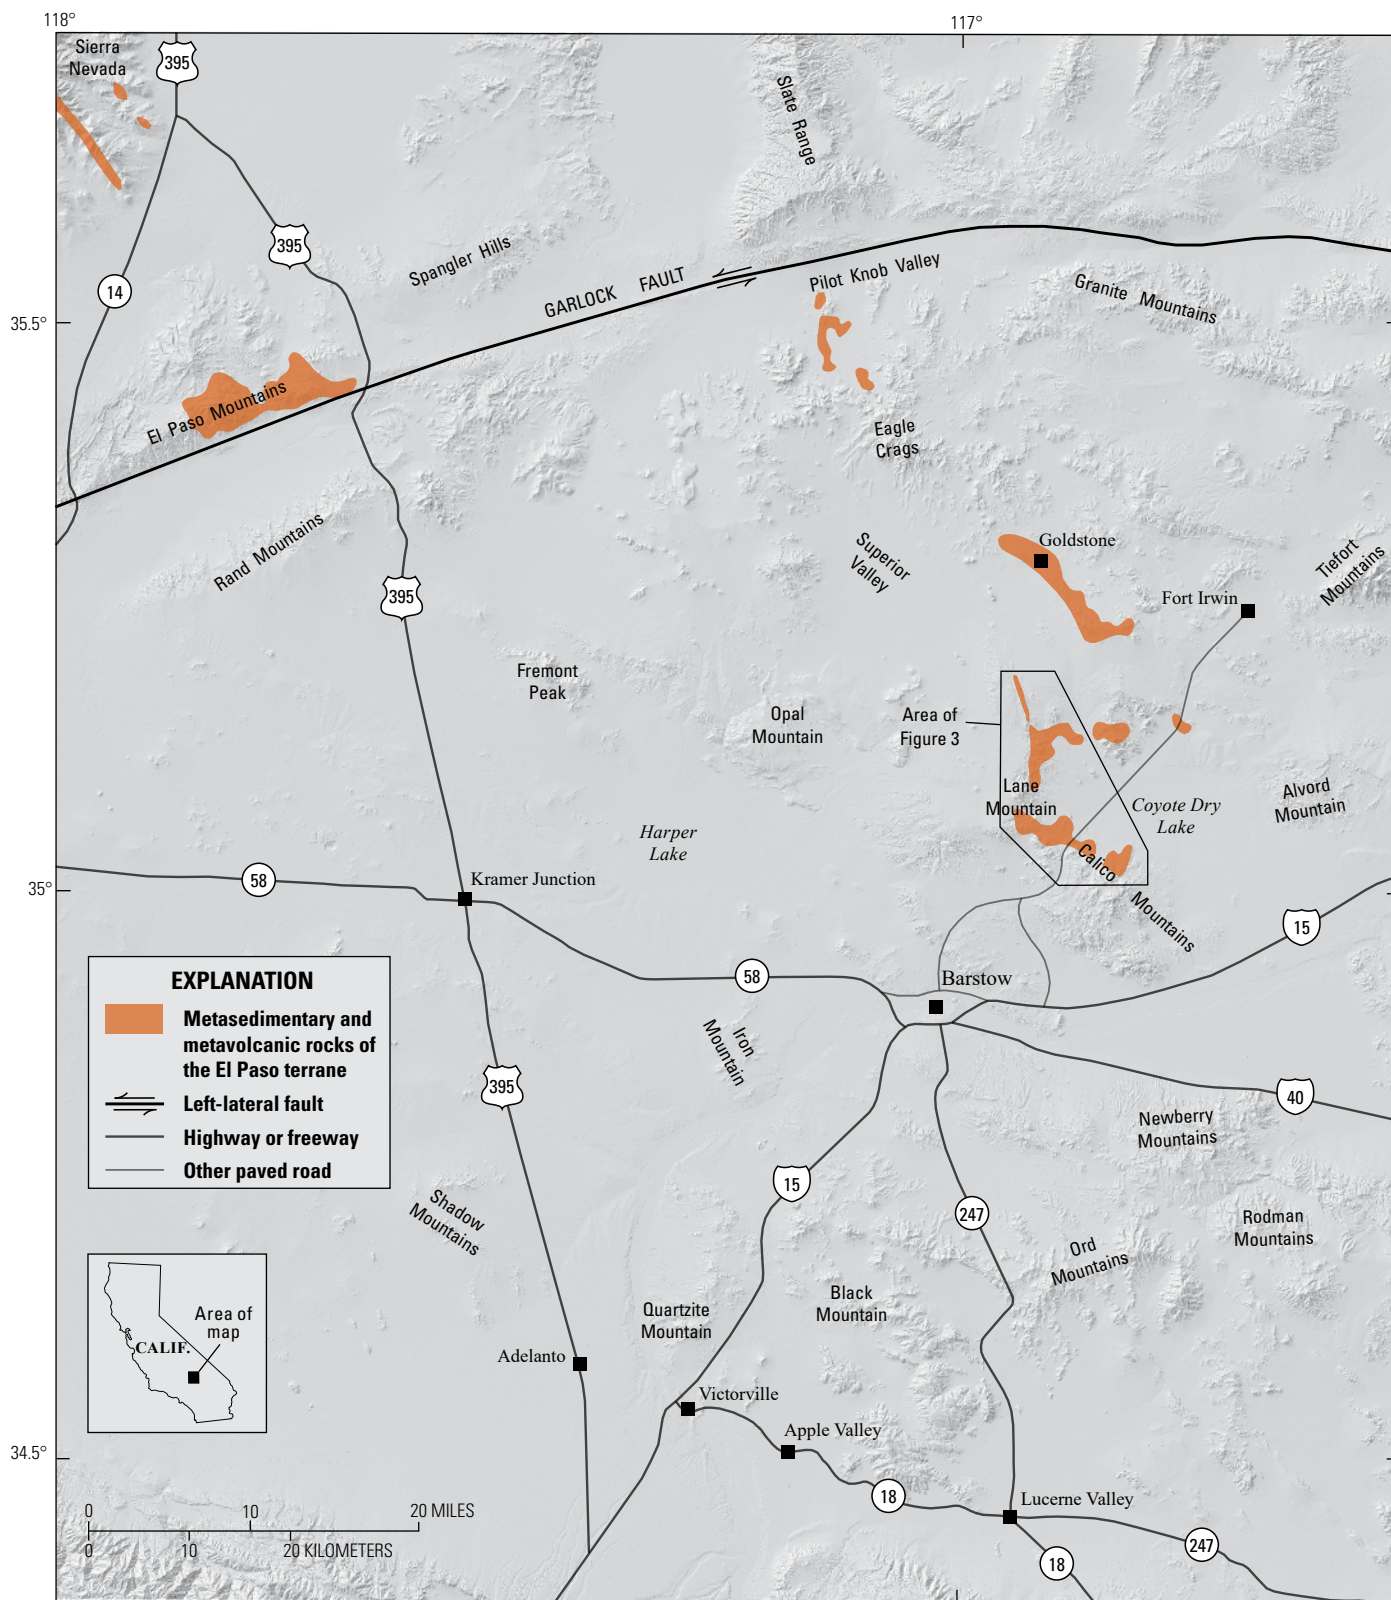 118°
117°
Sierra
Nevada
395
Slate Range
395
Spangler Hills
14
GARLOCK FAULT
Pilot Knob Valley
Granite Mountains
35.5°
El Paso Mountains
Eagle
Crags
Rand Mountains
Superior
Valley
Goldstone
Tiefort
Mountains
395
Fort Irwin
Fremont
Peak
Opal
Mountain
Area of
Figure 3
Lane
Mountain
Coyote Dry
Lake
Alvord
Mountain
Harper
Lake
Calico Mountains
35°
58
Kramer Junction
15
58
Barstow
EXPLANATION
Metasedimentary and
metavolcanic rocks of
the El Paso terrane
Left-lateral fault
Highway or freeway
Other paved road
Iron
Mountain
395
40
Newberry
Mountains
15
247
Shadow
Mountains
Rodman
Mountains
Ord
Mountains
Area of
map
CALIF.
Quartzite
Mountain
Black
Mountain
Adelanto
Victorville
Apple Valley
34.5°
18
Lucerne Valley
0 10 20 MILES
0 10 20 KILOMETERS
247
18